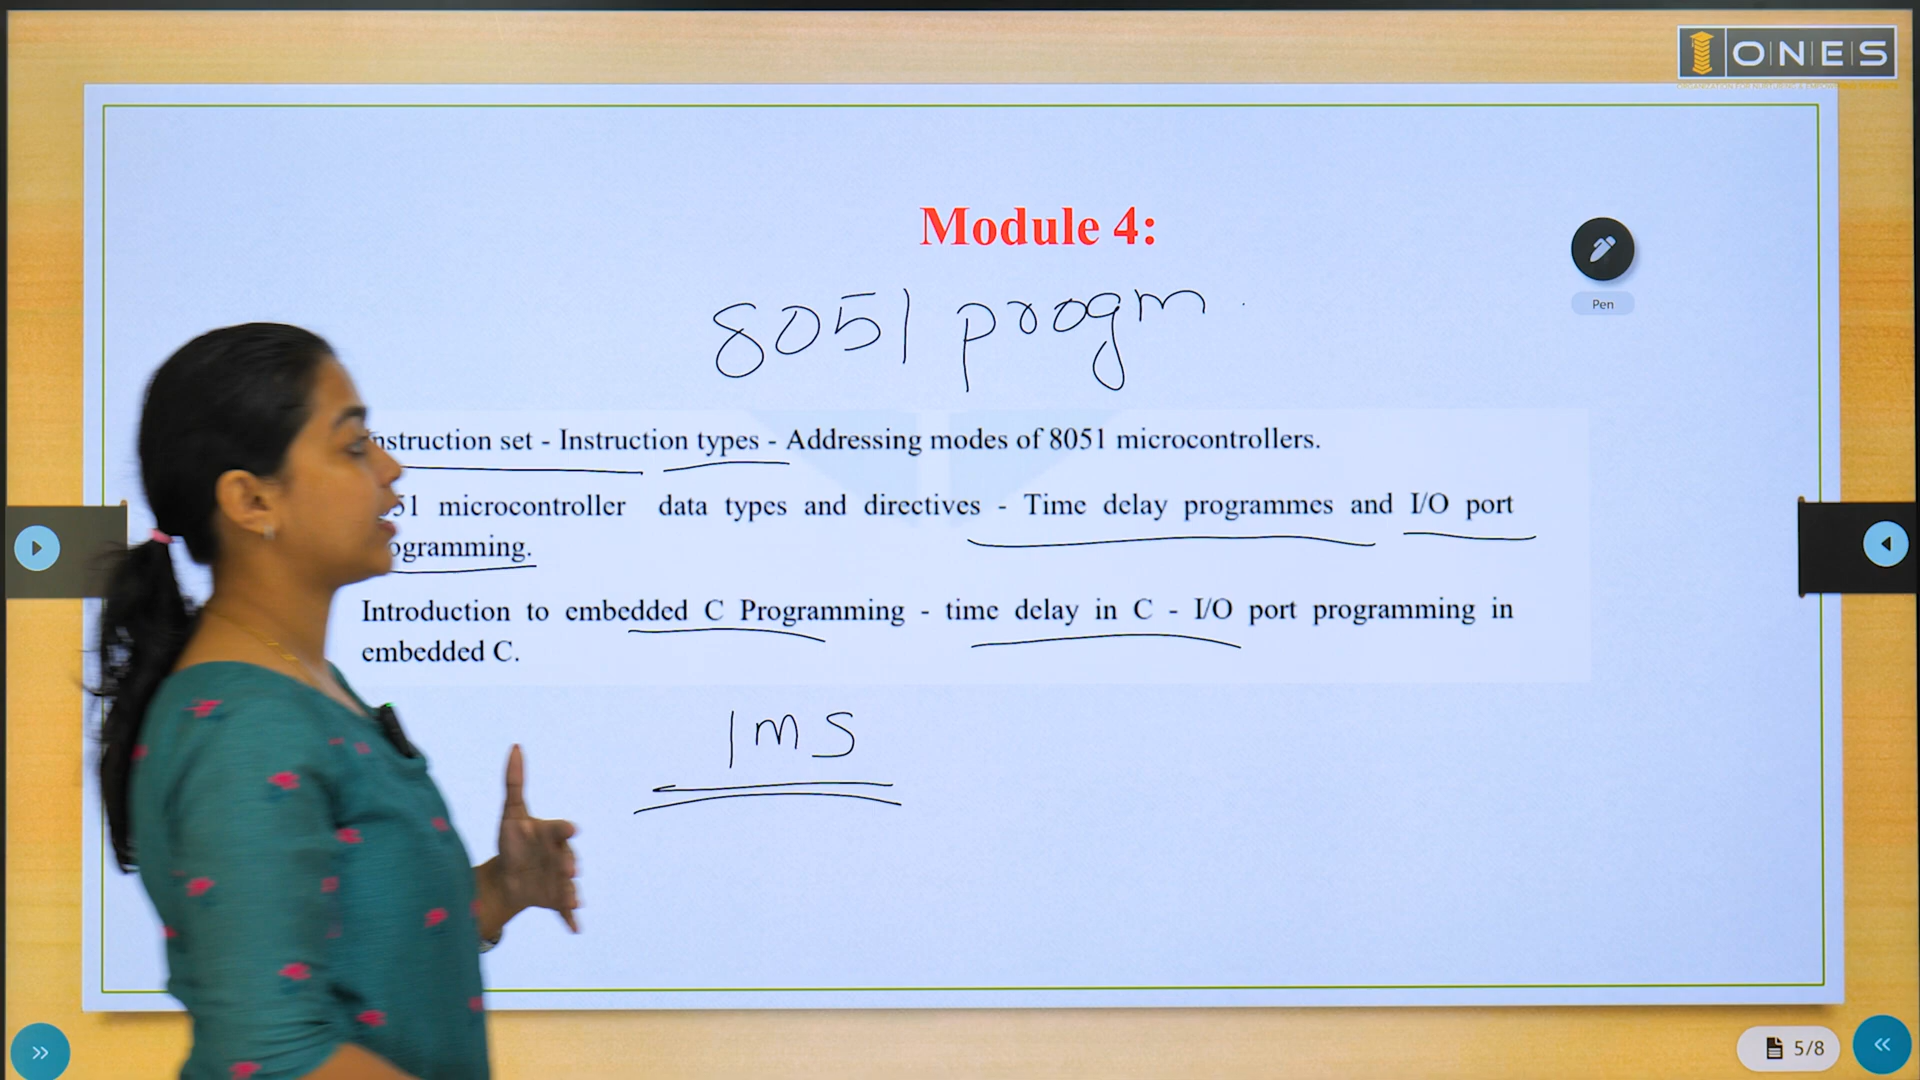 ONES
Module 4:
Pen
8051 progm
Instruction set - Instruction types - Addressing modes of 8051 microcontrollers.
51 microcontroller data types and directives - Time delay programmes and I/O port
ogramming.
Introduction to embedded C Programming - time delay in C - I/O port programming in
embedded C.
1ms
5/8